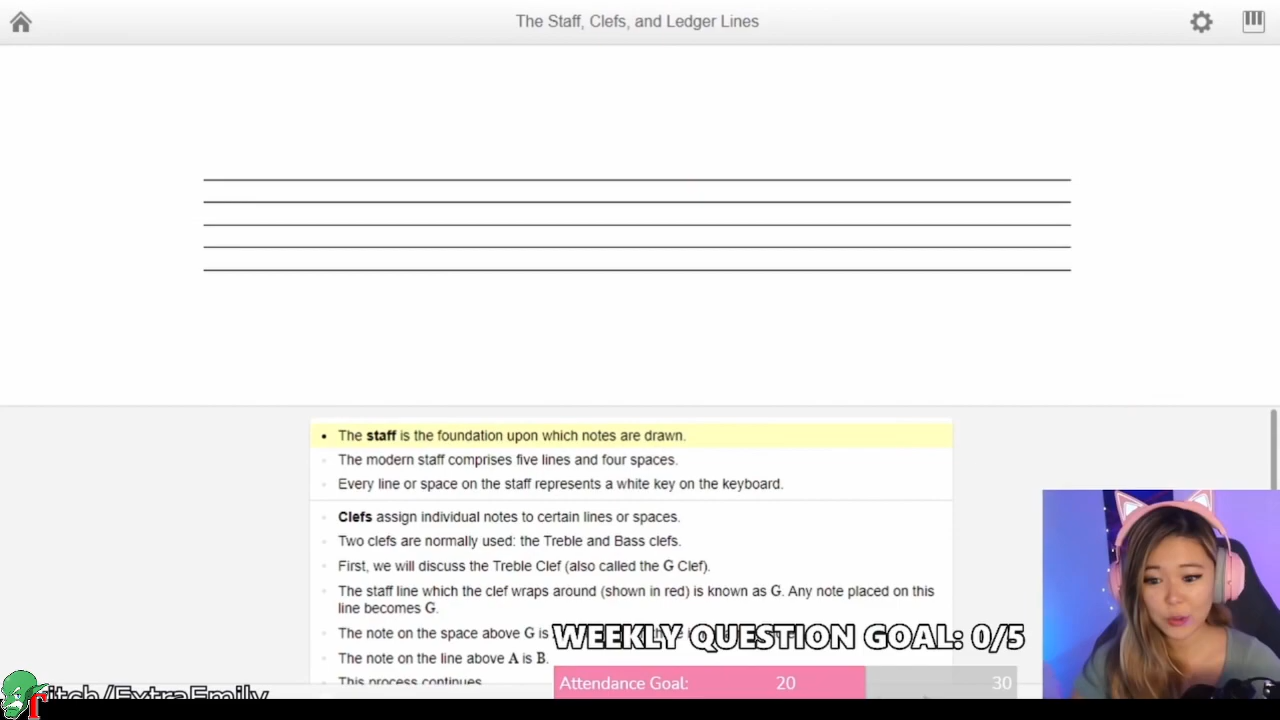 The Staff, Clefs, and Ledger Lines
The staff is the foundation upon which notes are drawn.
The modern staff comprises five lines and four spaces.
Every line or space on the staff represents a white key on the keyboard.
Clefs assign individual notes to certain lines or spaces.
Two clefs are normally used: the Treble and Bass clefs.
First, we will discuss the Treble Clef (also called the G Clef).
The staff line which the clef wraps around (shown in red) is known as G. Any note placed on this
line becomes G.
The note on the space above G is
WEEKLY QUESTION GOAL: 0/5
The note on the line above A is B.
This process continues
Attendance Goal: 20 30
itch/ExtraEmily